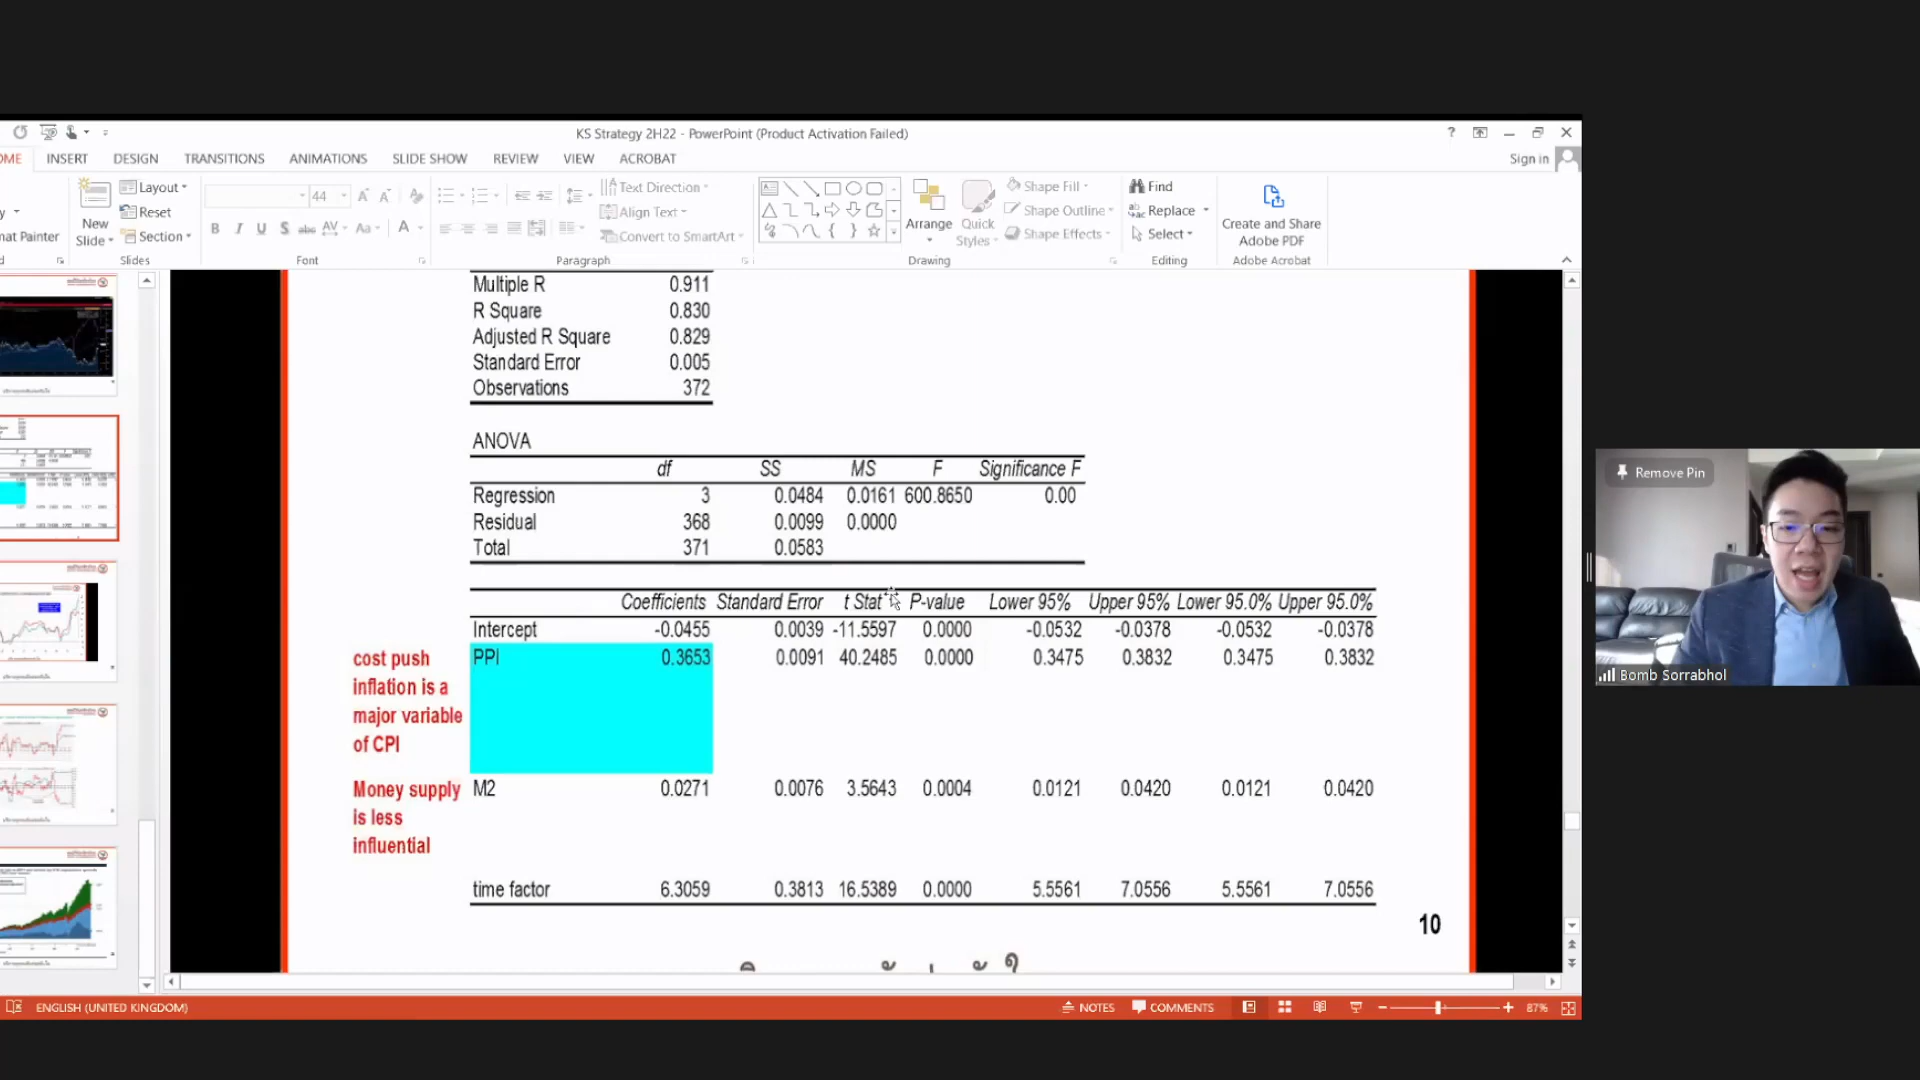 KS Strategy 2H22 - PowerPoint (Product Activation Failed)
OME INSERT DESIGN TRANSITIONS ANIMATIONS SLIDE SHOW REVIEW VIEW ACROBAT Sign in
New Slide
Layout
Reset
Section
mat Painter
44
Text Direction
Align Text
Convert to SmartArt
Arrange
Quick Styles
Shape Fill
Shape Outline
Shape Effects
Find
Replace
Select
Create and Share Adobe PDF
Slides Font Paragraph Drawing Editing Adobe Acrobat
Multiple R 0.911
R Square 0.830
Adjusted R Square 0.829
Standard Error 0.005
Observations 372
ANOVA
df SS MS F Significance F
Regression 3 0.0484 0.0161 600.8650 0.00
Residual 368 0.0099 0.0000
Total 371 0.0583
Coefficients Standard Error t Stat P-value Lower 95% Upper 95% Lower 95.0% Upper 95.0%
Intercept -0.0455 0.0039 -11.5597 0.0000 -0.0532 -0.0378 -0.0532 -0.0378
PPI 0.3653 0.0091 40.2485 0.0000 0.3475 0.3832 0.3475 0.3832
cost push
inflation is a
major variable
of CPI
M2 0.0271 0.0076 3.5643 0.0004 0.0121 0.0420 0.0121 0.0420
Money supply
is less
influential
time factor 6.3059 0.3813 16.5389 0.0000 5.5561 7.0556 5.5561 7.0556
10
Remove Pin
Bomb Sorrabhol
ENGLISH (UNITED KINGDOM) NOTES COMMENTS 87%